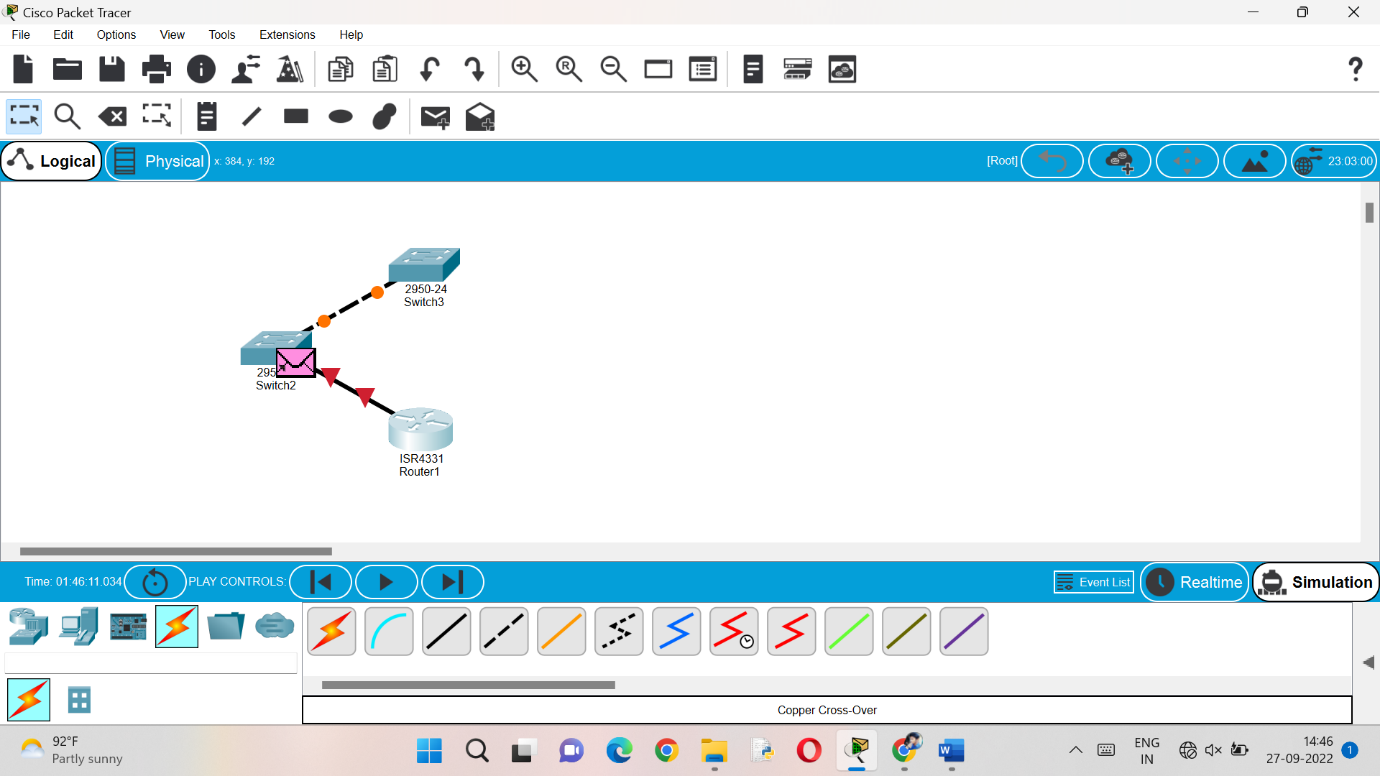 Cisco Packet Tracer
File Edit Options View Tools Extensions Help
Logical Physical x: 384, y: 192 [Root] 23:03:00
2950-24
Switch3
295
Switch2
ISR4331
Router1
Time: 01:46:11.034 PLAY CONTROLS: Event List Realtime Simulation
Copper Cross-Over
92°F
Partly sunny
ENG
IN
14:46
27-09-2022
1